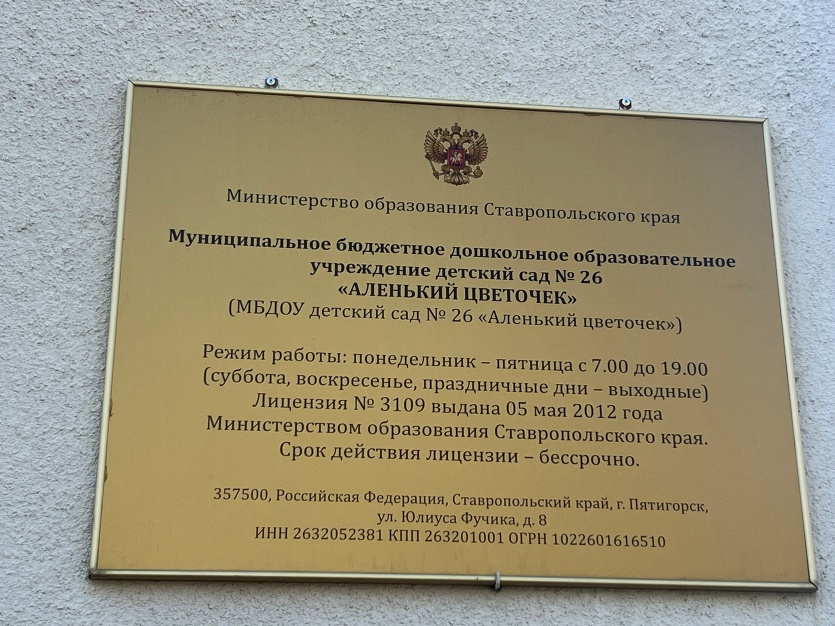 Министерство образования Ставропольского края
Муниципальное бюджетное дошкольное образовательное
учреждение детский сад № 26
«АЛЕНЬКИЙ ЦВЕТОЧЕК»
(МБДОУ детский сад № 26 «Аленький цветочек»)
Режим работы: понедельник – пятница с 7.00 до 19.00
(суббота, воскресенье, праздничные дни – выходные)
Лицензия № 3109 выдана 05 мая 2012 года
Министерством образования Ставропольского края.
Срок действия лицензии – бессрочно.
357500, Российская Федерация, Ставропольский край, г. Пятигорск,
ул. Юлиуса Фучика, д. 8
ИНН 2632052381 КПП 263201001 ОГРН 1022601616510